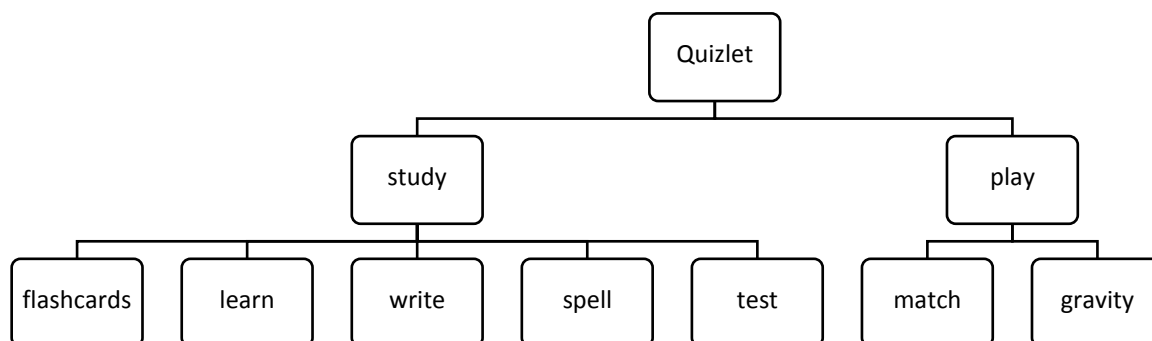 Quizlet
study
play
flashcards
learn
write
spell
test
match
gravity